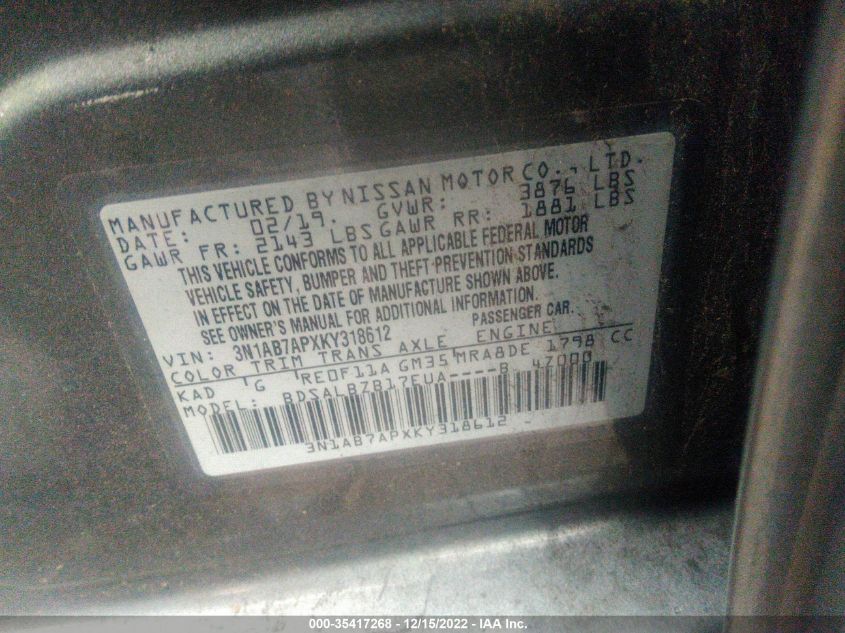 MANUFACTURED BY NISSAN MOTOR CO., LTD.
DATE: 02/19. GVWR: 3876 LBS
GAWR FR: 2143 LBS GAWR RR: 1881 LBS
THIS VEHICLE CONFORMS TO ALL APPLICABLE FEDERAL MOTOR
VEHICLE SAFETY, BUMPER AND THEFT PREVENTION STANDARDS
IN EFFECT ON THE DATE OF MANUFACTURE SHOWN ABOVE.
SEE OWNER'S MANUAL FOR ADDITIONAL INFORMATION.
VIN: 3N1AB7APXKY318612 PASSENGER CAR.
COLOR TRIM TRANS AXLE ENGINE
KAD G RE0F11A GM35 MRA8DE 1798 CC
MODEL: BDSALBZB17EUA----B 4Z000
3N1AB7APXKY318612
000-35417268 - 12/15/2022 - IAA Inc.